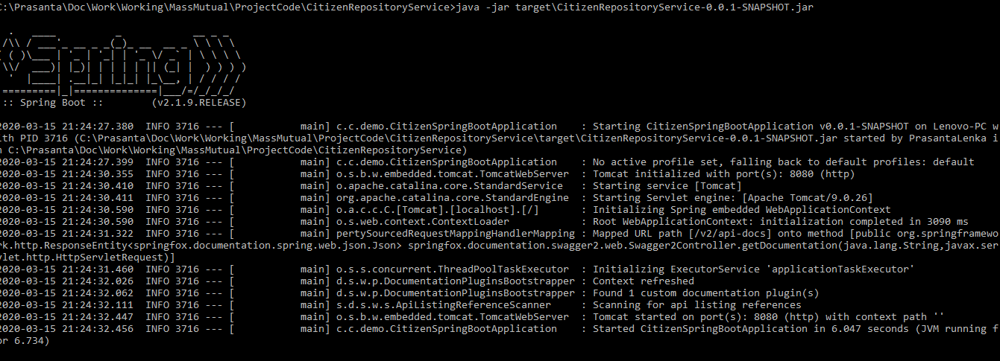 C:\Prasanta\Doc\Work\Working\MassMutual\ProjectCode\CitizenRepositoryService>java -jar target\CitizenRepositoryService-0.0.1-SNAPSHOT.jar
  .   ____          _            __ _ _
 /\\ / ___'_ __ _ _(_)_ __  __ _ \ \ \ \
( ( )\___ | '_ | '_| | '_ \/ _` | \ \ \ \
 \\/  ___)| |_)| | | | | || (_| |  ) ) ) )
  '  |____| .__|_| |_|_| |_\__, | / / / /
 =========|_|==============|___/=/_/_/_/
 :: Spring Boot ::        (v2.1.9.RELEASE)
2020-03-15 21:24:27.380  INFO 3716 --- [           main] c.c.demo.CitizenSpringBootApplication    : Starting CitizenSpringBootApplication v0.0.1-SNAPSHOT on Lenovo-PC w
ith PID 3716 (C:\Prasanta\Doc\Work\Working\MassMutual\ProjectCode\CitizenRepositoryService\target\CitizenRepositoryService-0.0.1-SNAPSHOT.jar started by PrasantaLenka i
n C:\Prasanta\Doc\Work\Working\MassMutual\ProjectCode\CitizenRepositoryService)
2020-03-15 21:24:27.399  INFO 3716 --- [           main] c.c.demo.CitizenSpringBootApplication    : No active profile set, falling back to default profiles: default
2020-03-15 21:24:30.355  INFO 3716 --- [           main] o.s.b.w.embedded.tomcat.TomcatWebServer  : Tomcat initialized with port(s): 8080 (http)
2020-03-15 21:24:30.410  INFO 3716 --- [           main] o.apache.catalina.core.StandardService   : Starting service [Tomcat]
2020-03-15 21:24:30.411  INFO 3716 --- [           main] org.apache.catalina.core.StandardEngine  : Starting Servlet engine: [Apache Tomcat/9.0.26]
2020-03-15 21:24:30.590  INFO 3716 --- [           main] o.a.c.c.C.[Tomcat].[localhost].[/]       : Initializing Spring embedded WebApplicationContext
2020-03-15 21:24:30.590  INFO 3716 --- [           main] o.s.web.context.ContextLoader            : Root WebApplicationContext: initialization completed in 3090 ms
2020-03-15 21:24:31.322  INFO 3716 --- [           main] pertySourcedRequestMappingHandlerMapping : Mapped URL path [/v2/api-docs] onto method [public org.springframewo
rk.http.ResponseEntity<springfox.documentation.spring.web.json.Json> springfox.documentation.swagger2.web.Swagger2Controller.getDocumentation(java.lang.String,javax.ser
vlet.http.HttpServletRequest)]
2020-03-15 21:24:31.460  INFO 3716 --- [           main] o.s.s.concurrent.ThreadPoolTaskExecutor  : Initializing ExecutorService 'applicationTaskExecutor'
2020-03-15 21:24:32.026  INFO 3716 --- [           main] d.s.w.p.DocumentationPluginsBootstrapper : Context refreshed
2020-03-15 21:24:32.062  INFO 3716 --- [           main] d.s.w.p.DocumentationPluginsBootstrapper : Found 1 custom documentation plugin(s)
2020-03-15 21:24:32.111  INFO 3716 --- [           main] s.d.s.w.s.ApiListingReferenceScanner     : Scanning for api listing references
2020-03-15 21:24:32.447  INFO 3716 --- [           main] o.s.b.w.embedded.tomcat.TomcatWebServer  : Tomcat started on port(s): 8080 (http) with context path ''
2020-03-15 21:24:32.456  INFO 3716 --- [           main] c.c.demo.CitizenSpringBootApplication    : Started CitizenSpringBootApplication in 6.047 seconds (JVM running f
or 6.734)